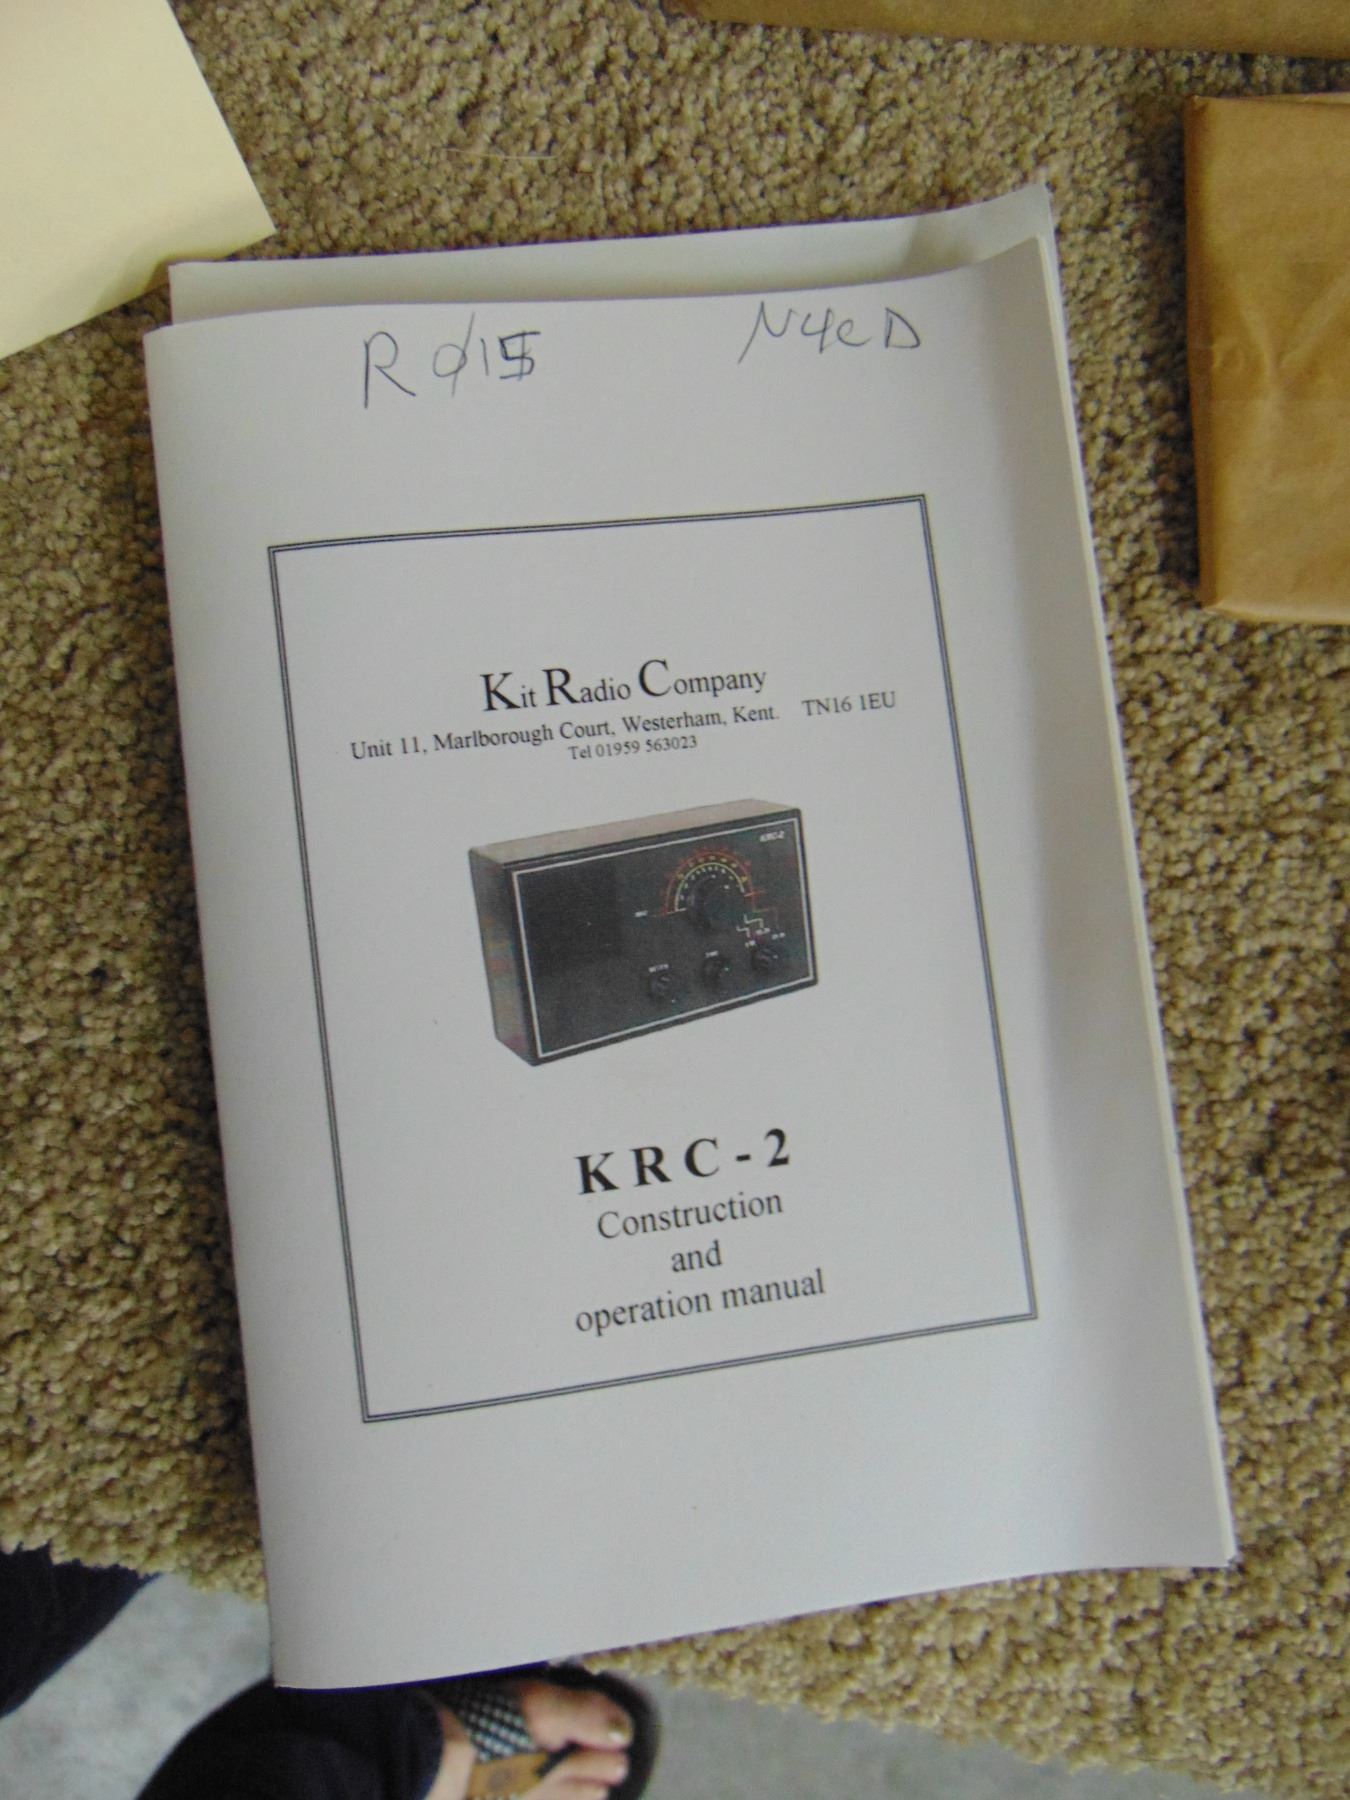 R Ø15 N4CD
Kit Radio Company
Unit 11, Marlborough Court, Westerham, Kent. TN16 1EU
Tel 01959 563023
KRC-2
KRC-2
Construction
and
operation manual